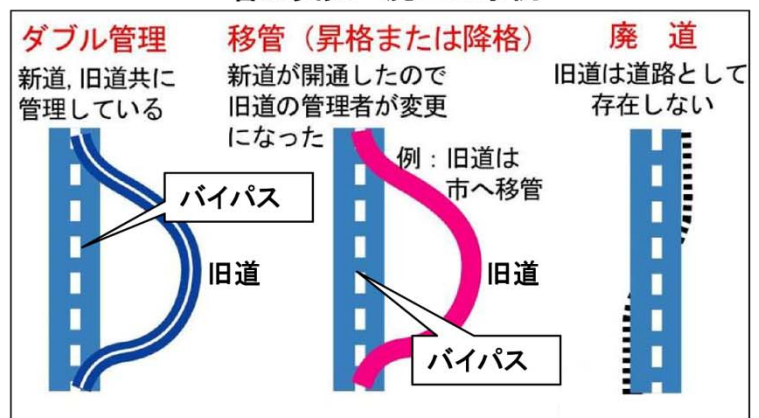 ダブル管理
新道,旧道共に
管理している
バイパス
旧道
移管(昇格または降格)
新道が開通したので
旧道の管理者が変更
になった
例:旧道は
市へ移管
旧道
バイパス
廃 道
旧道は道路として
存在しない